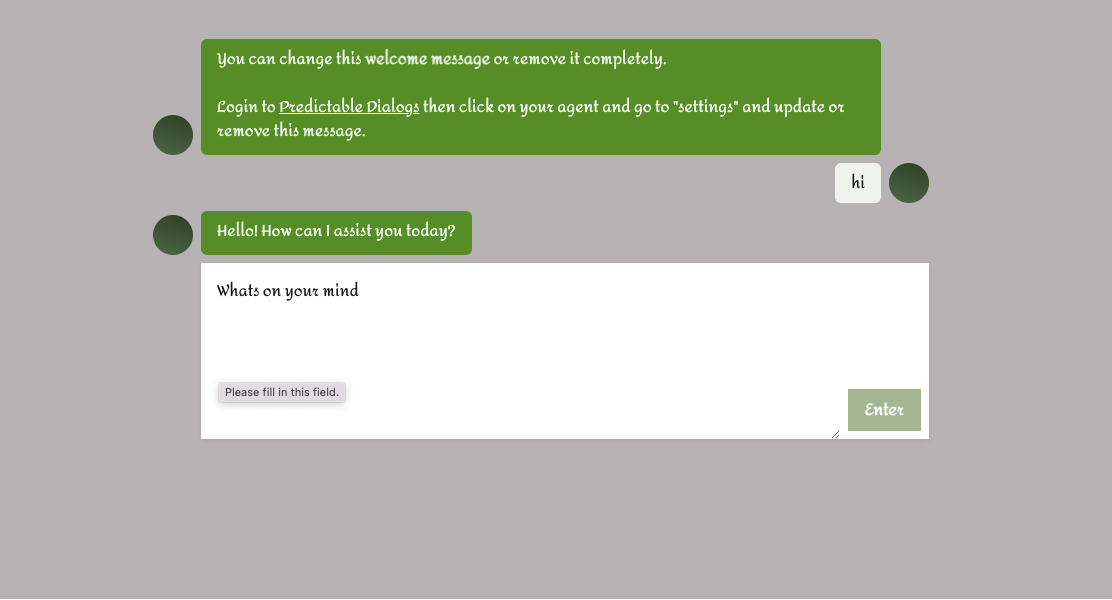 You can change this welcome message or remove it completely.
Login to Predictable Dialogs then click on your agent and go to "settings" and update or
remove this message.
hi
Hello! How can I assist you today?
Whats on your mind
Please fill in this field.
Enter